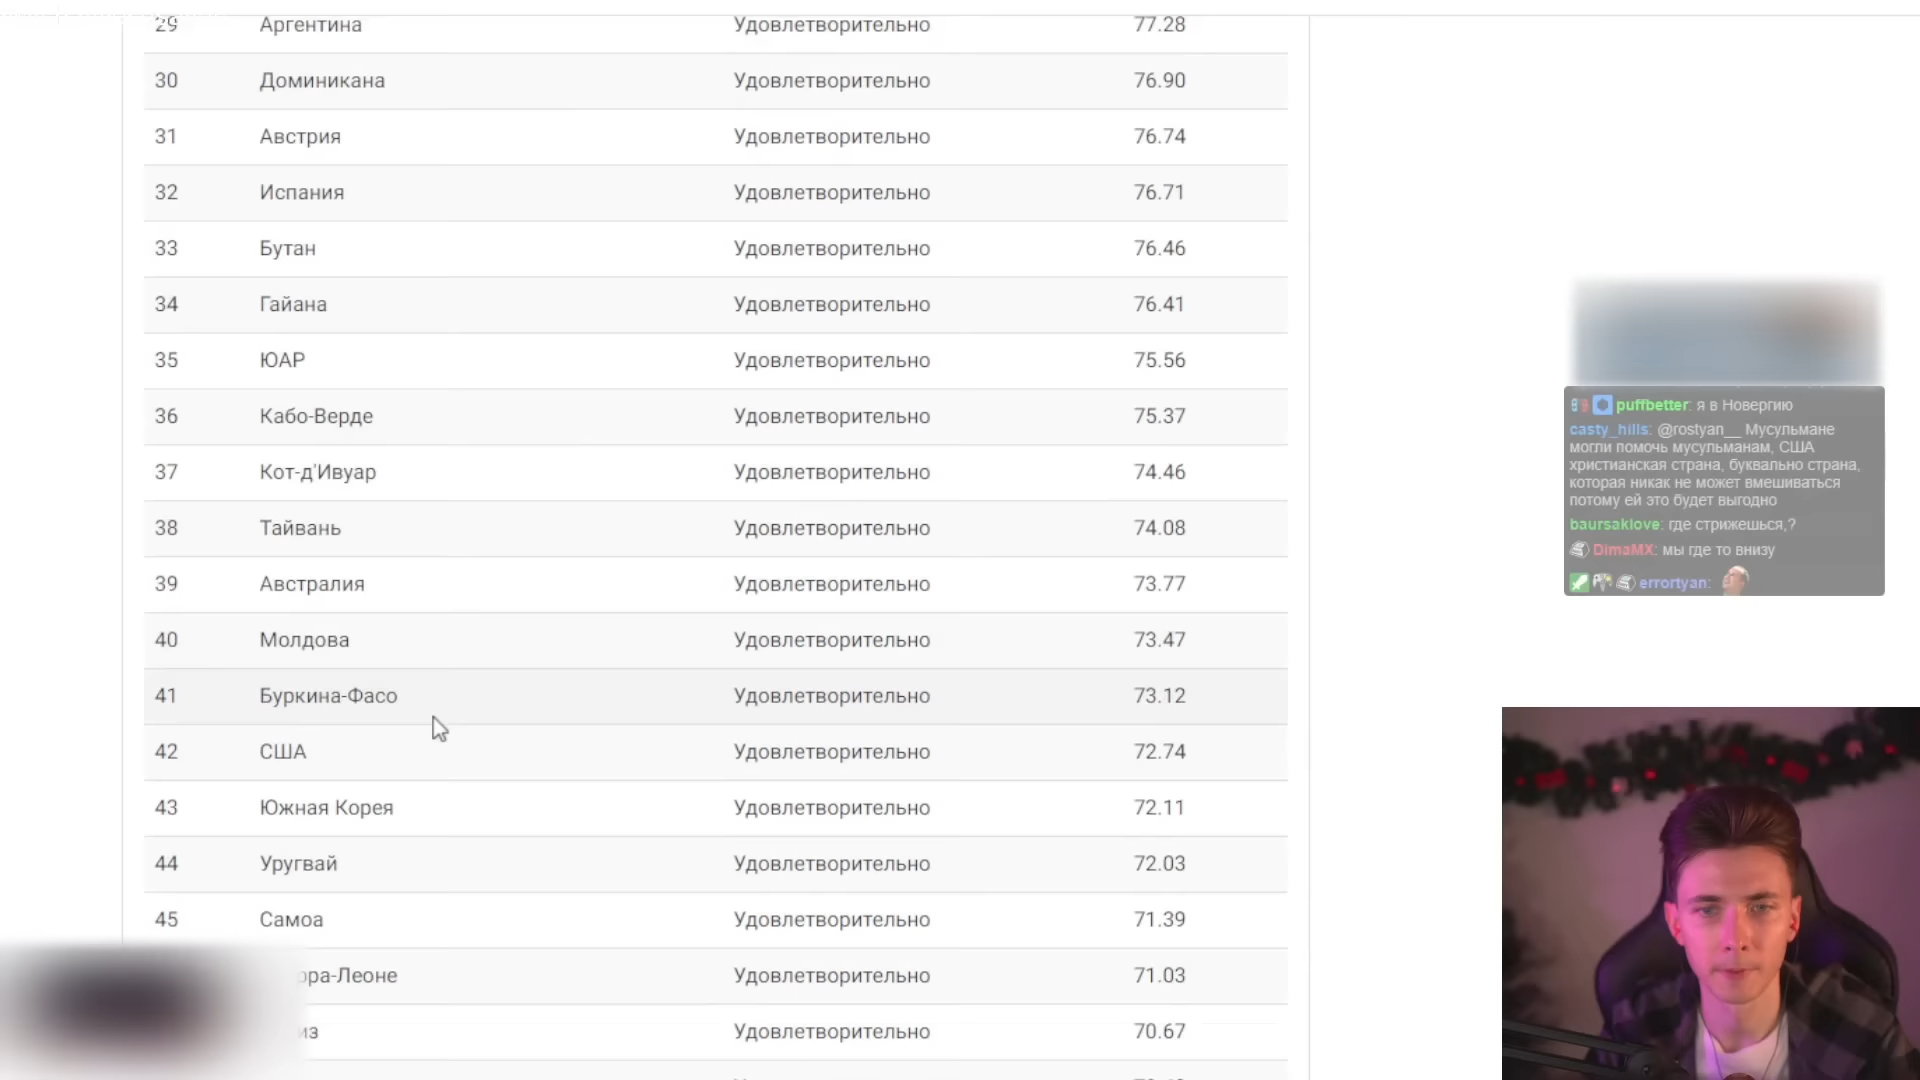 29 Аргентина Удовлетворительно 77.28
30 Доминикана Удовлетворительно 76.90
31 Австрия Удовлетворительно 76.74
32 Испания Удовлетворительно 76.71
33 Бутан Удовлетворительно 76.46
34 Гайана Удовлетворительно 76.41
35 ЮАР Удовлетворительно 75.56
36 Кабо-Верде Удовлетворительно 75.37
37 Кот-д'Ивуар Удовлетворительно 74.46
38 Тайвань Удовлетворительно 74.08
39 Австралия Удовлетворительно 73.77
40 Молдова Удовлетворительно 73.47
41 Буркина-Фасо Удовлетворительно 73.12
42 США Удовлетворительно 72.74
43 Южная Корея Удовлетворительно 72.11
44 Уругвай Удовлетворительно 72.03
45 Самоа Удовлетворительно 71.39
ора-Леоне Удовлетворительно 71.03
из Удовлетворительно 70.67
puffbetter: я в Новергию
casty_hills: @rostyan__ Мусульмане
могли помочь мусульманам, США
христианская страна, буквально страна,
которая никак не может вмешиваться
потому ей это будет выгодно
baursaklove: где стрижешься,?
DimaMX: мы где то внизу
errortyan: